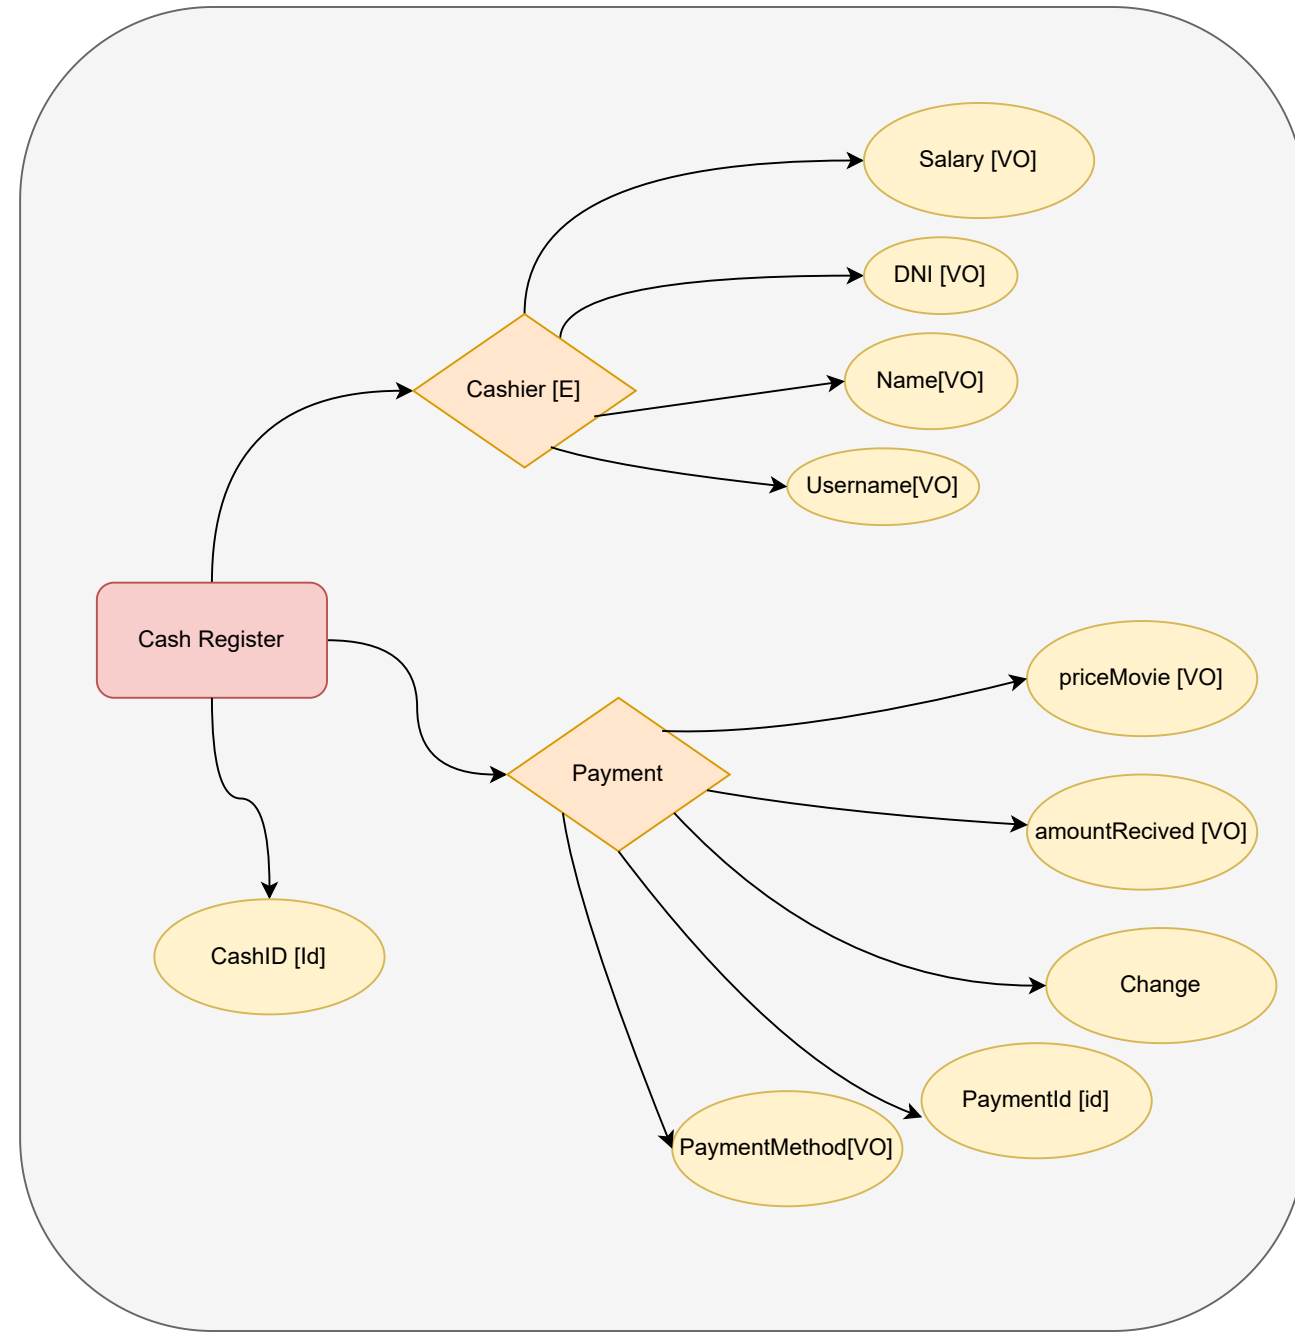 Salary [VO]
DNI [VO]
Name[VO]
Cashier [E]
Username[VO]
Cash Register
priceMovie [VO]
Payment
amountRecived [VO]
CashID [Id]
Change
PaymentId [id]
PaymentMethod[VO]